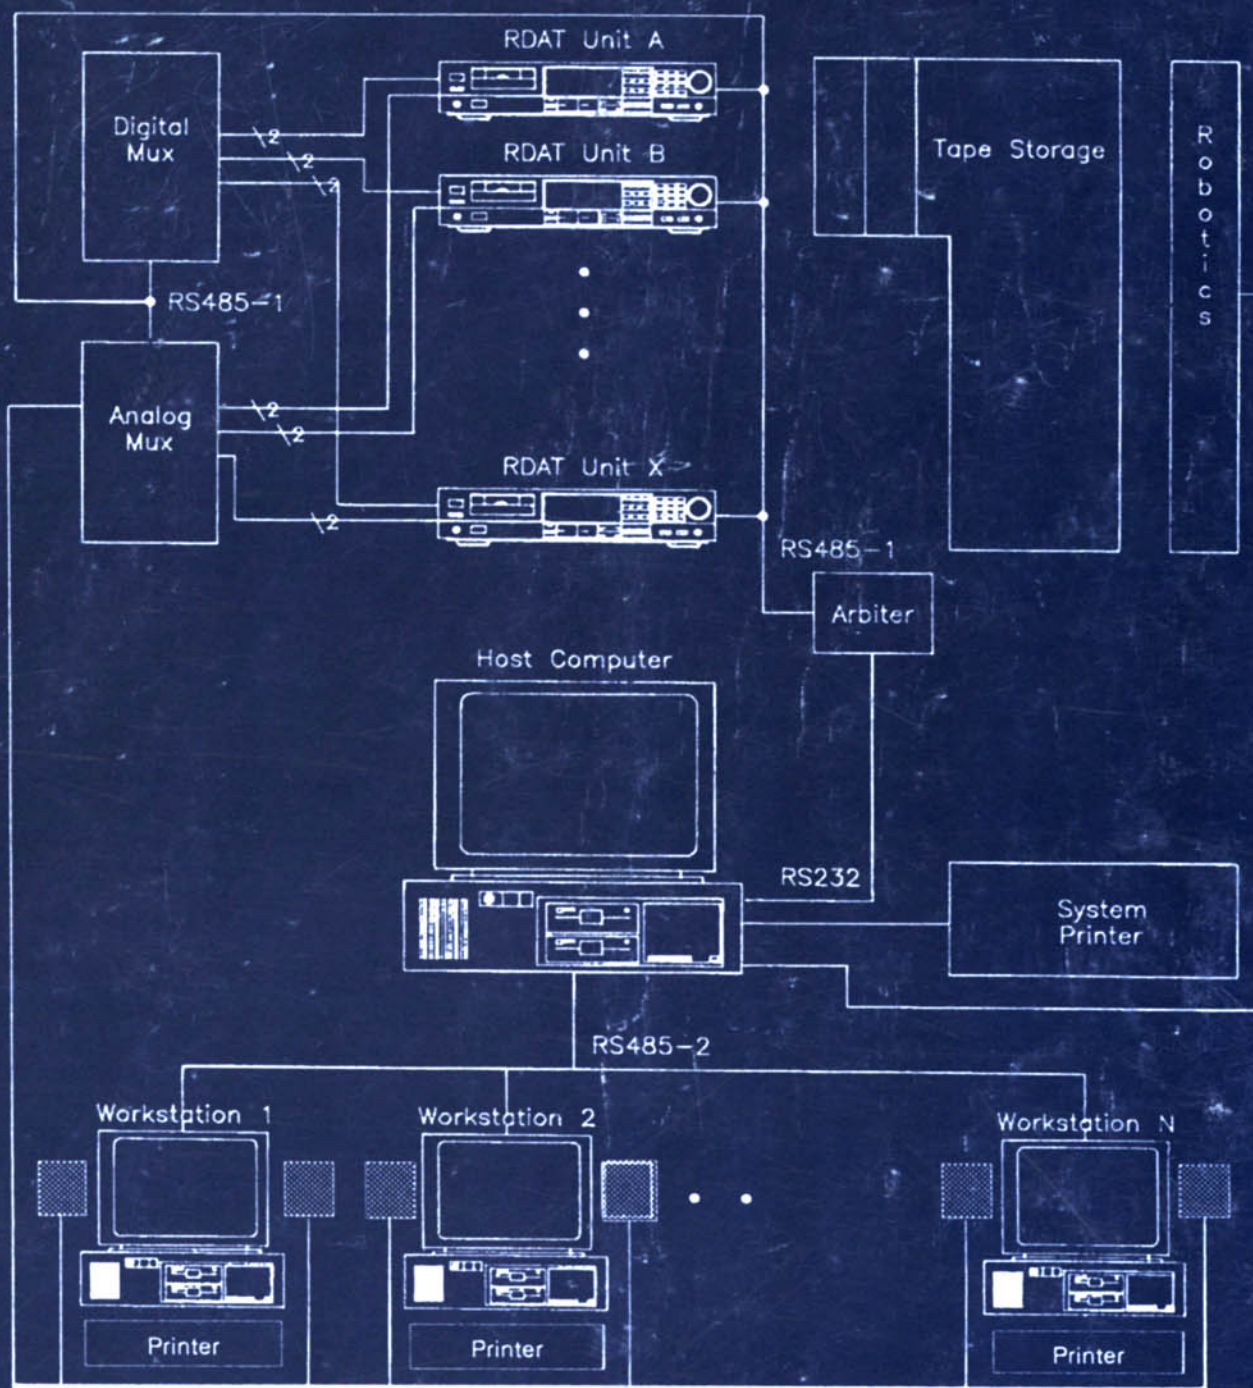 RDAT Unit A
Digital
Mux
2
2
2
RDAT Unit B
Tape Storage
Robotics
RS485-1
Analog
Mux
2
2
2
RDAT Unit X
RS485-1
Arbiter
Host Computer
RS232
System
Printer
RS485-2
Workstation 1
Workstation 2
Workstation N
Printer
Printer
Printer